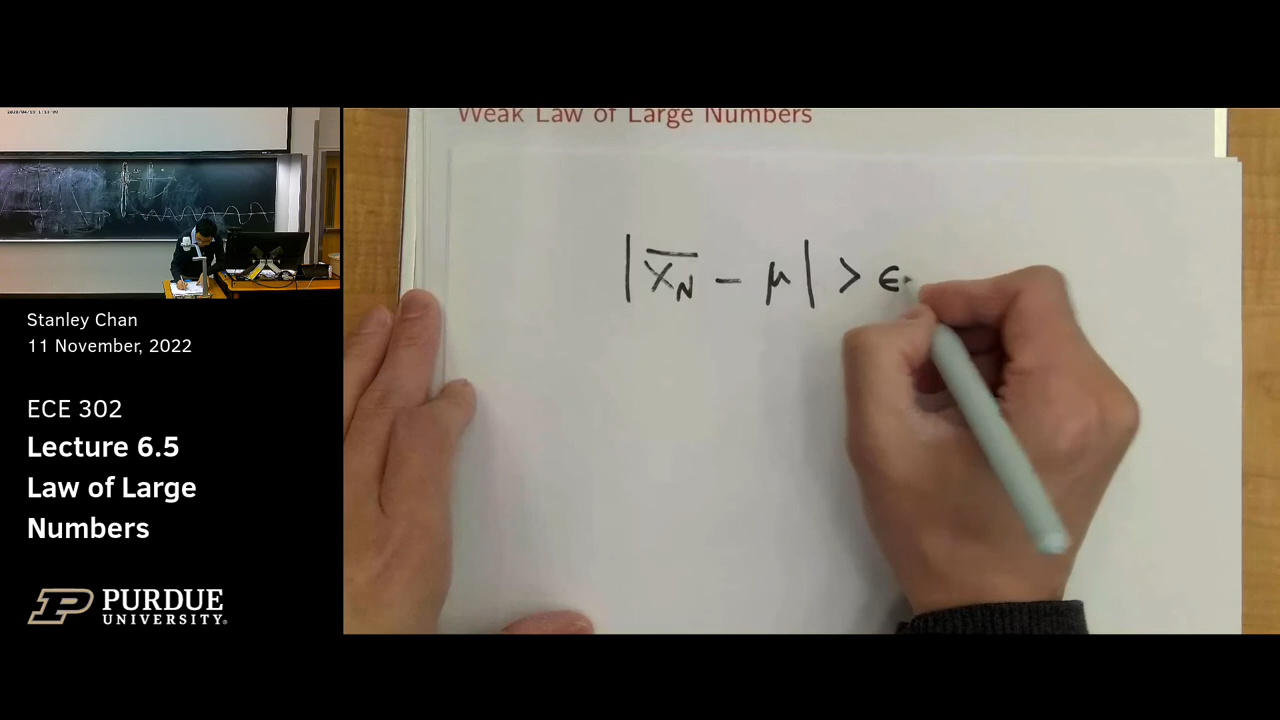 Weak Law of Large Numbers
|X̅_N − μ| > ϵ
Stanley Chan
11 November, 2022
ECE 302
Lecture 6.5
Law of Large
Numbers
PURDUE
UNIVERSITY.